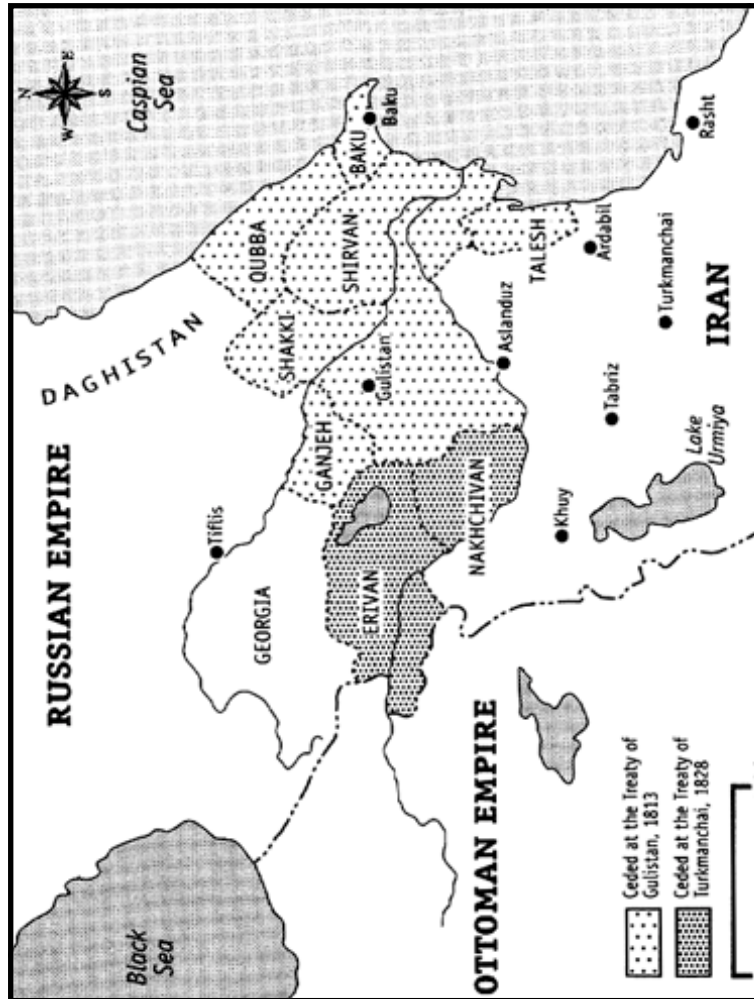 RUSSIAN EMPIRE
Black
Sea
GEORGIA
Tiflis
DAGHISTAN
N
W
E
S
Caspian
Sea
QUBBA
SHAKKI
SHIRVAN
BAKU
Baku
GANJEH
Gulistan
ERIVAN
NAKHCHIVAN
Aslanduz
TALESH
Ardabil
Khuy
Tabriz
Turkmanchai
Rasht
Lake
Urmiya
IRAN
OTTOMAN EMPIRE
Ceded at the Treaty of
Gulistan, 1813
Ceded at the Treaty of
Turkmanchai, 1828